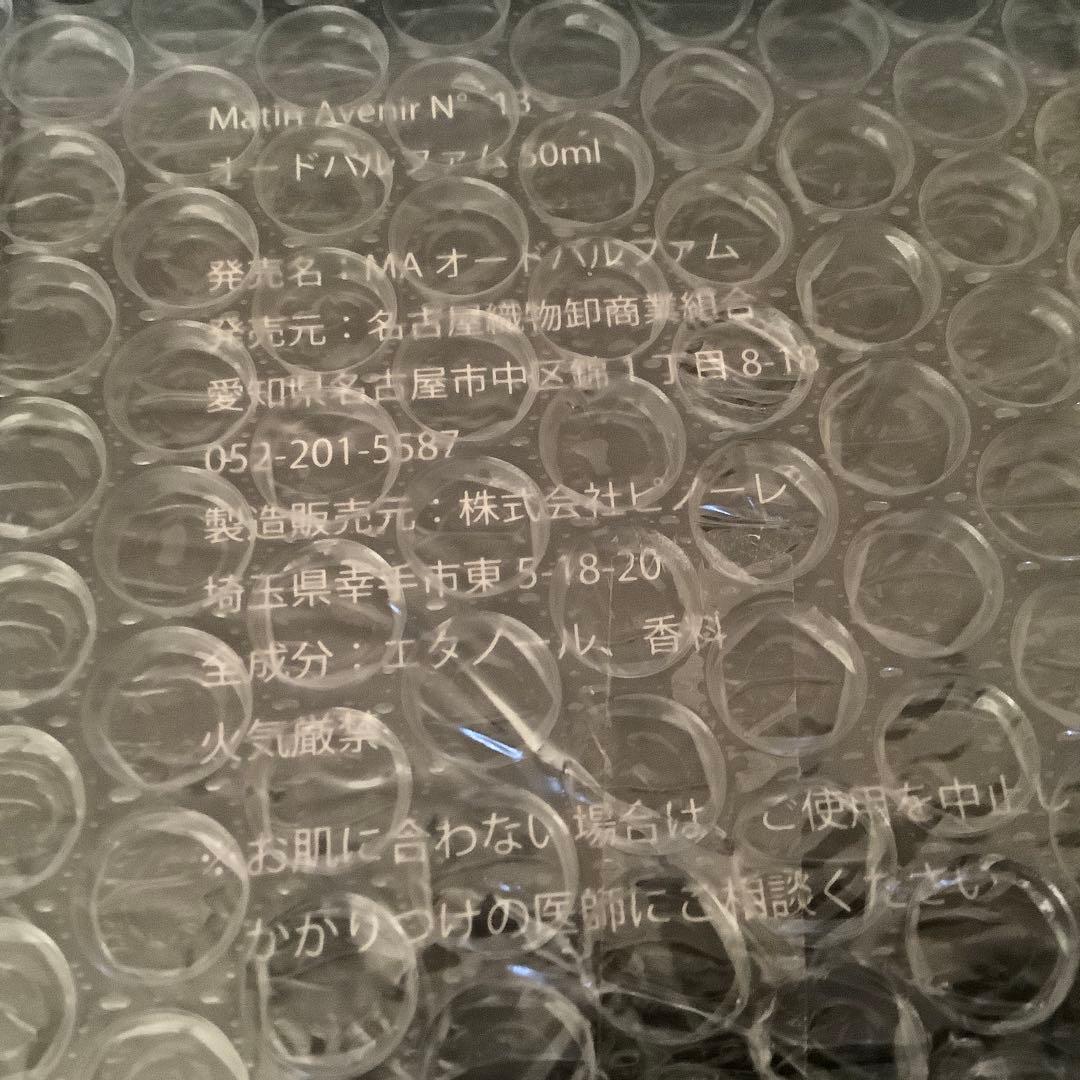 Matin Avenir N° 13
オードパルファム 50ml
発売名：MA オードパルファム
発売元：名古屋織物卸商業組合
愛知県名古屋市中区錦 1 丁目 8-18
052-201-5587
製造販売元：株式会社ピノーレ
埼玉県幸手市東 5-18-20
全成分：エタノール、香料
火気厳禁
※お肌に合わない場合は、ご使用を中止し
かかりつけの医師にご相談ください